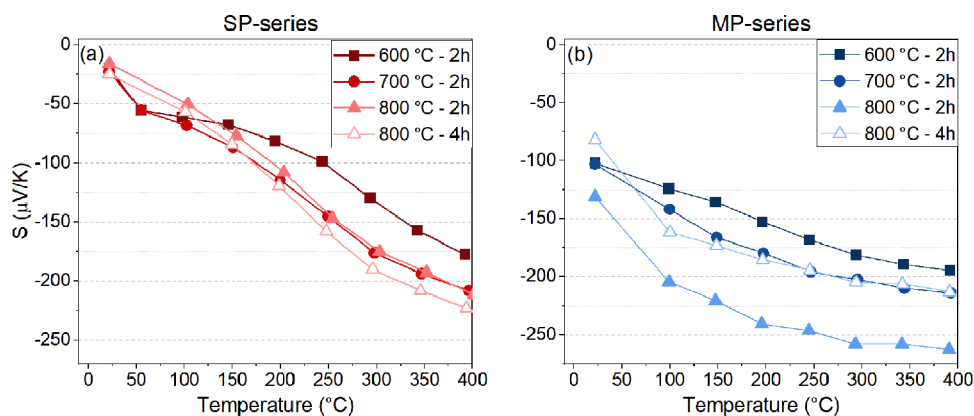 SP-series
MP-series
(a)
600 °C - 2h
700 °C - 2h
800 °C - 2h
800 °C - 4h
(b)
600 °C - 2h
700 °C - 2h
800 °C - 2h
800 °C - 4h
0
-50
-100
-150
-200
-250
S (μV/K)
0
-50
-100
-150
-200
-250
0 50 100 150 200 250 300 350 400
0 50 100 150 200 250 300 350 400
Temperature (°C)
Temperature (°C)